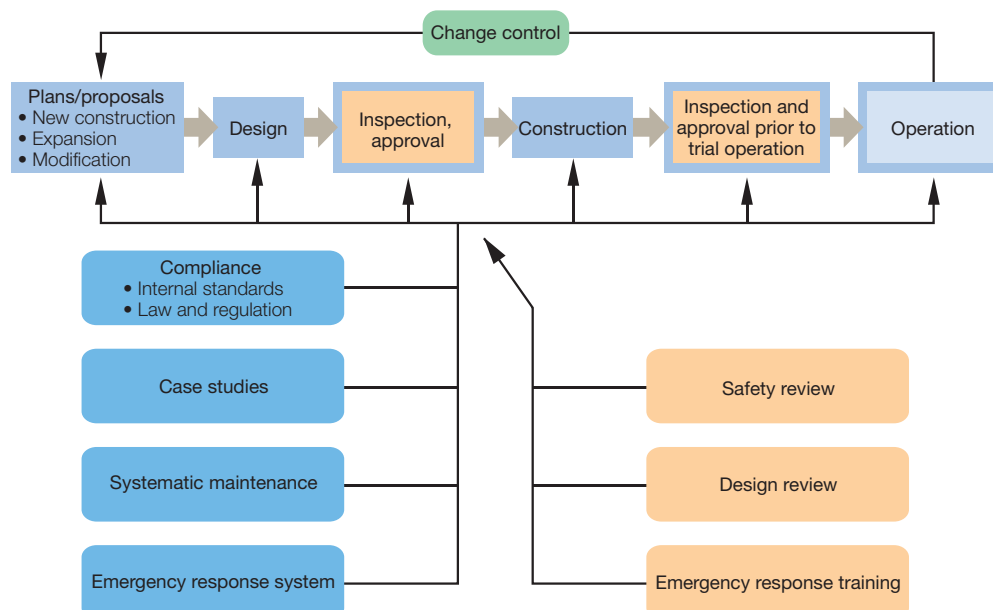 Change control
Plans/proposals
• New construction
• Expansion
• Modification
Design
Inspection,
approval
Construction
Inspection and
approval prior to
trial operation
Operation
Compliance
• Internal standards
• Law and regulation
Case studies
Systematic maintenance
Emergency response system
Safety review
Design review
Emergency response training